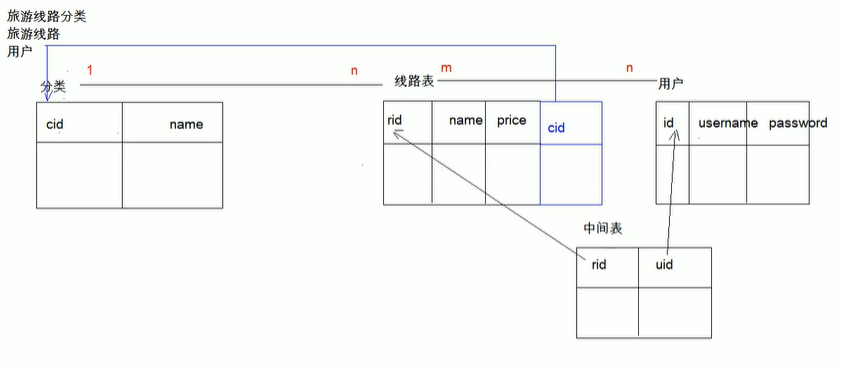 旅游线路分类
旅游线路
用户
1 n m n
分类 线路表 用户
cid name
rid name price cid
id username password
中间表
rid uid